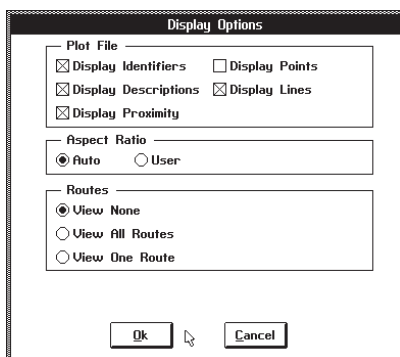 Display Options
Plot File
Display Identifiers Display Points
Display Descriptions Display Lines
Display Proximity
Aspect Ratio
Auto User
Routes
View None
View All Routes
View One Route
Ok Cancel